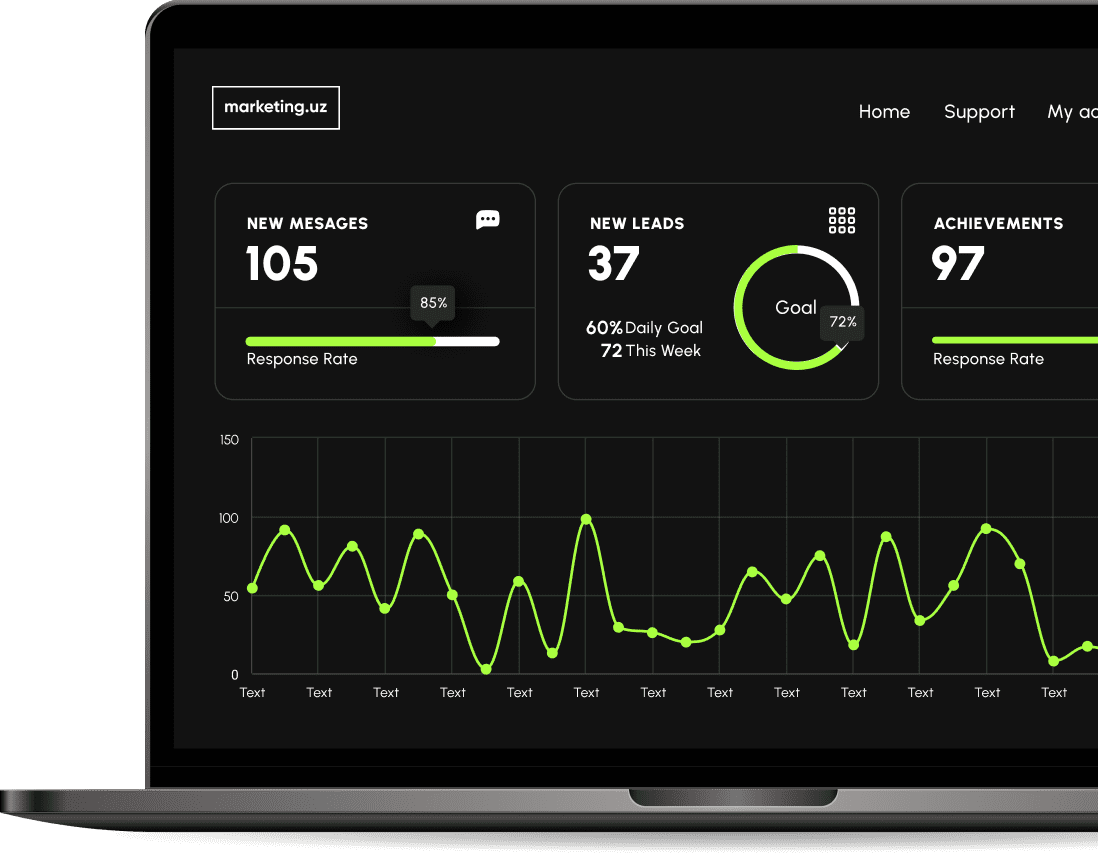 marketing.uz
Home Support My ac
NEW MESAGES
105
85%
Response Rate
NEW LEADS
37
Goal
72%
60% Daily Goal
72 This Week
ACHIEVEMENTS
97
Response Rate
150
100
50
0
Text Text Text Text Text Text Text Text Text Text Text Text Text